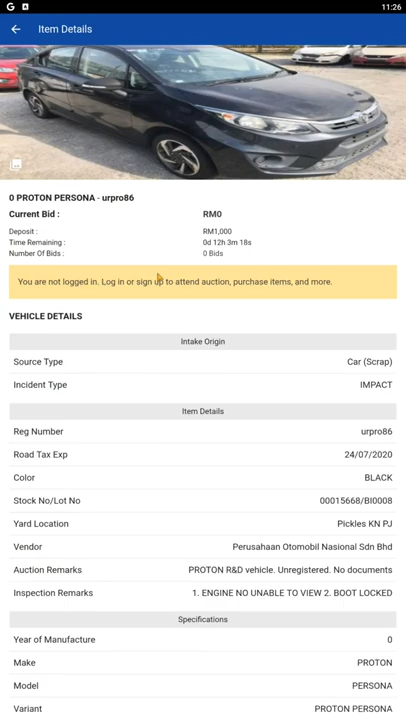 G A 11:26
Item Details
0 PROTON PERSONA - urpro86
Current Bid : RM0
Deposit : RM1,000
Time Remaining : 0d 12h 3m 18s
Number Of Bids : 0 Bids
You are not logged in. Log in or sign up to attend auction, purchase items, and more.
VEHICLE DETAILS
Intake Origin
Source Type Car (Scrap)
Incident Type IMPACT
Item Details
Reg Number urpro86
Road Tax Exp 24/07/2020
Color BLACK
Stock No/Lot No 00015668/BI0008
Yard Location Pickles KN PJ
Vendor Perusahaan Otomobil Nasional Sdn Bhd
Auction Remarks PROTON R&D vehicle. Unregistered. No documents
Inspection Remarks 1. ENGINE NO UNABLE TO VIEW 2. BOOT LOCKED
Specifications
Year of Manufacture 0
Make PROTON
Model PERSONA
Variant PROTON PERSONA